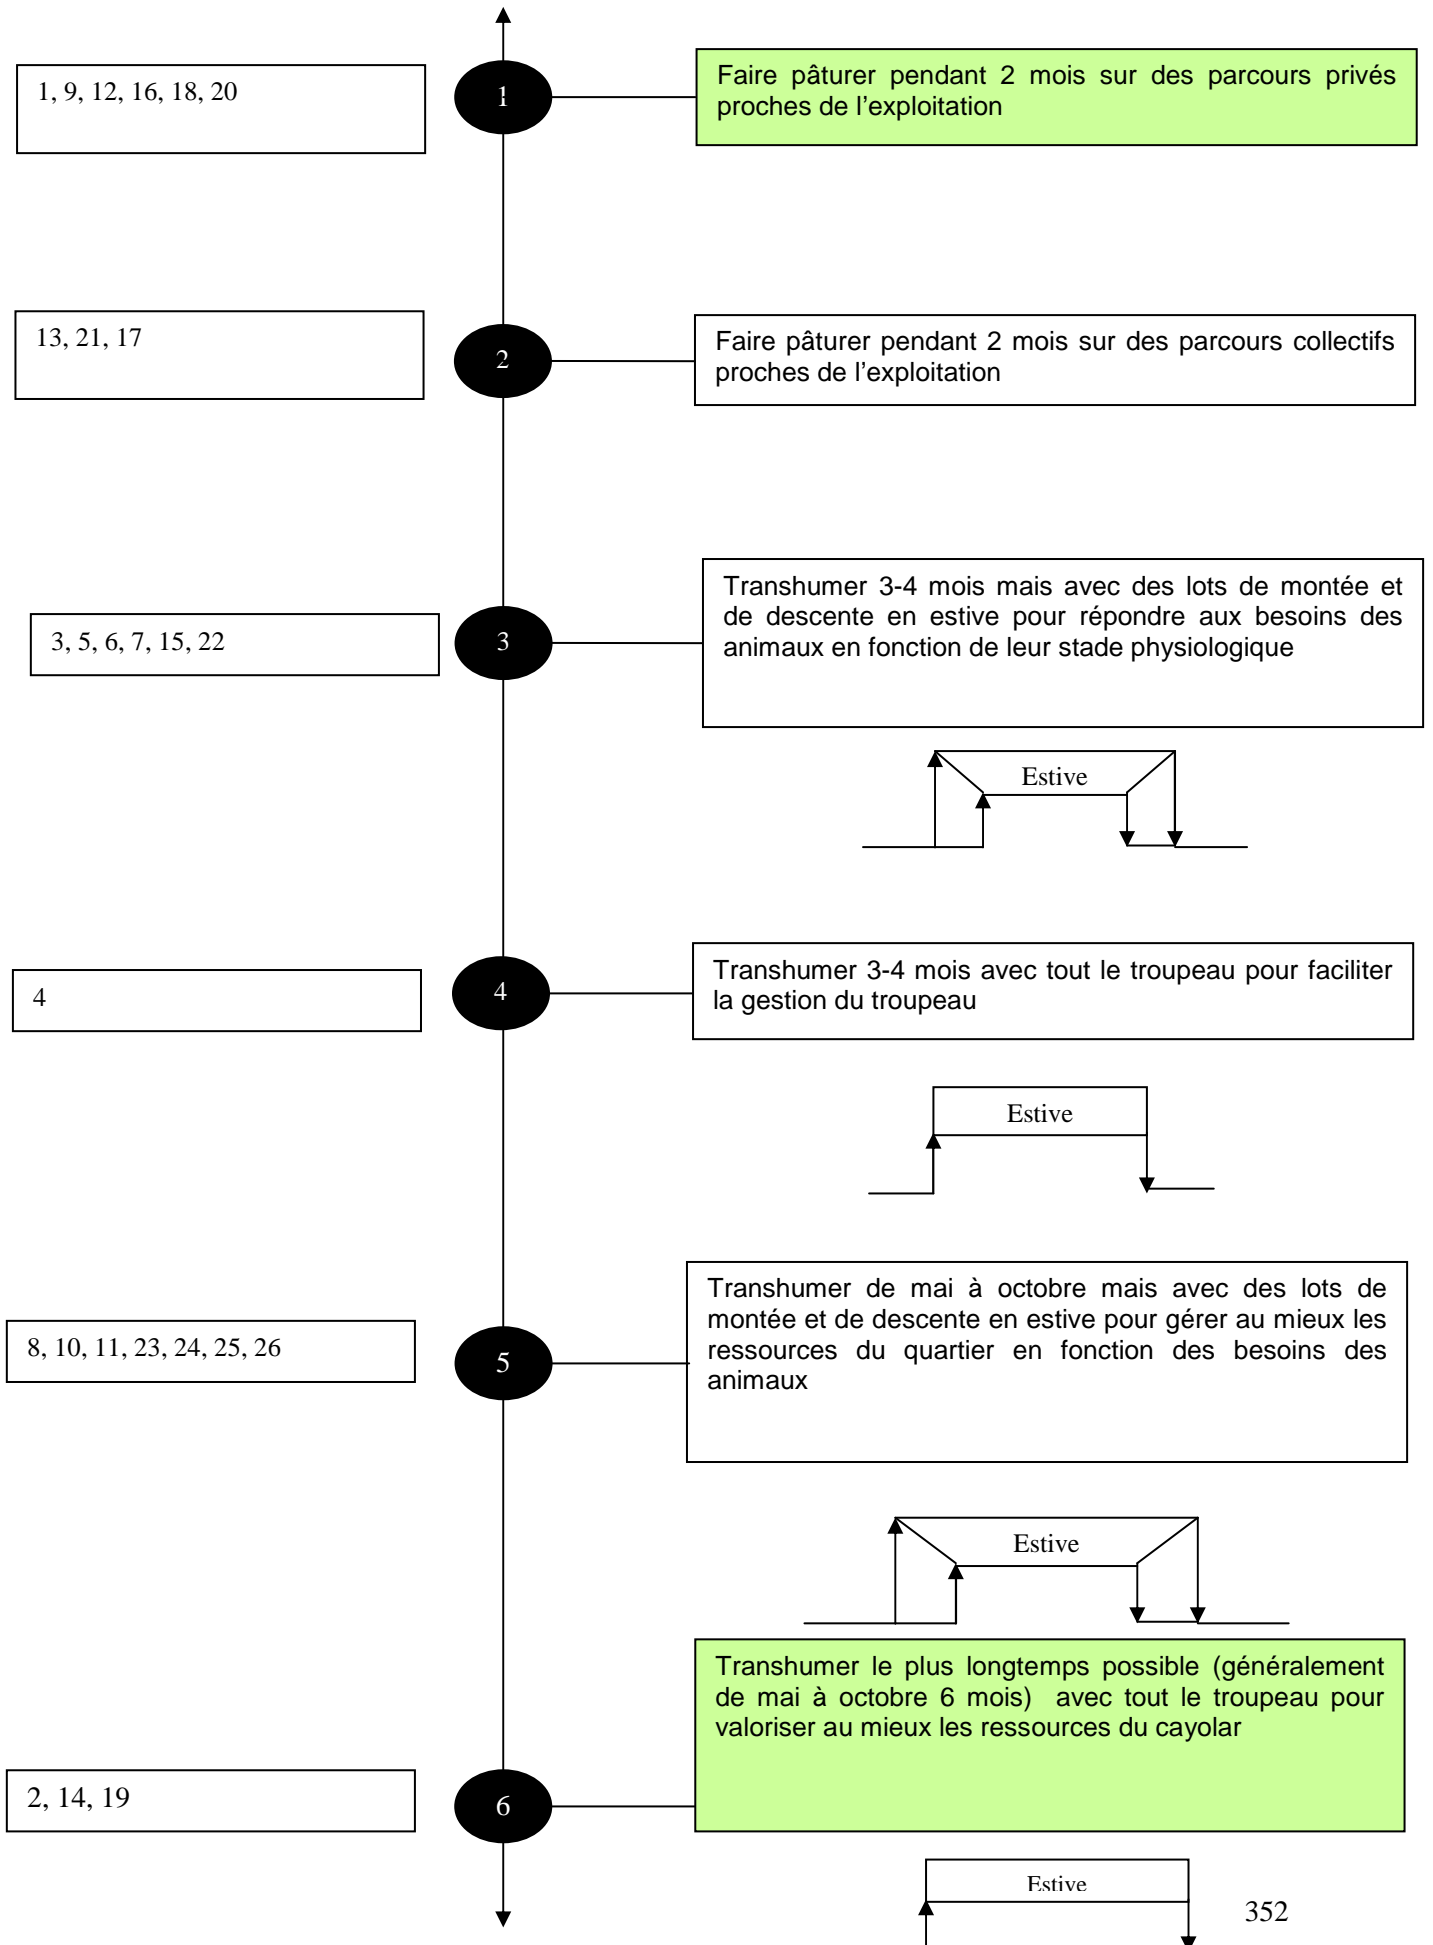 1, 9, 12, 16, 18, 20
1
Faire pâturer pendant 2 mois sur des parcours privés
proches de l’exploitation
13, 21, 17
2
Faire pâturer pendant 2 mois sur des parcours collectifs
proches de l’exploitation
3, 5, 6, 7, 15, 22
3
Transhumer 3-4 mois mais avec des lots de montée et
de descente en estive pour répondre aux besoins des
animaux en fonction de leur stade physiologique
Estive
4
4
Transhumer 3-4 mois avec tout le troupeau pour faciliter
la gestion du troupeau
Estive
8, 10, 11, 23, 24, 25, 26
5
Transhumer de mai à octobre mais avec des lots de
montée et de descente en estive pour gérer au mieux les
ressources du quartier en fonction des besoins des
animaux
Estive
2, 14, 19
6
Transhumer le plus longtemps possible (généralement
de mai à octobre 6 mois) avec tout le troupeau pour
valoriser au mieux les ressources du cayolar
Estive
352